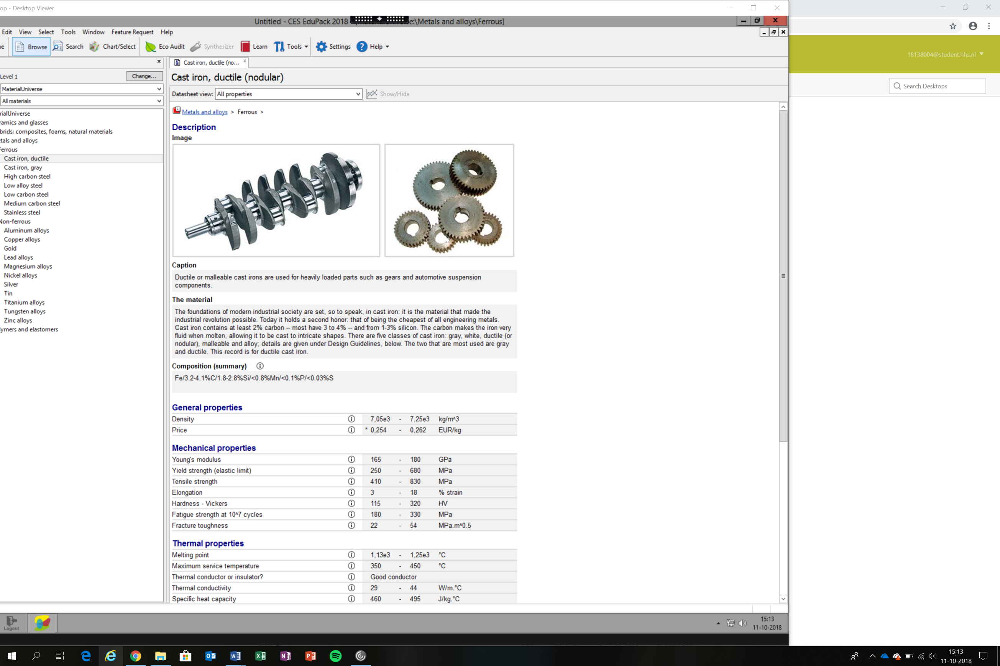 op - Desktop Viewer
Untitled - CES EduPack 2018 e:\Metals and alloys\Ferrous]
Edit View Select Tools Window Feature Request Help
Browse Search Chart/Select Eco Audit Synthesizer Learn Tools Settings Help
18138004@student.hhs.nl
Search Desktops
Level 1
Change...
MaterialUniverse
All materials
rialUniverse
ramics and glasses
brids: composites, foams, natural materials
tals and alloys
Ferrous
Cast iron, ductile
Cast iron, gray
High carbon steel
Low alloy steel
Low carbon steel
Medium carbon steel
Stainless steel
Non-ferrous
Aluminum alloys
Copper alloys
Gold
Lead alloys
Magnesium alloys
Nickel alloys
Silver
Tin
Titanium alloys
Tungsten alloys
Zinc alloys
lymers and elastomers
Cast iron, ductile (no...
Cast iron, ductile (nodular)
Datasheet view: All properties Show/Hide
Metals and alloys > Ferrous >
Description
Image
Caption
Ductile or malleable cast irons are used for heavily loaded parts such as gears and automotive suspension
components.
The material
The foundations of modern industrial society are set, so to speak, in cast iron: it is the material that made the
industrial revolution possible. Today it holds a second honor: that of being the cheapest of all engineering metals.
Cast iron contains at least 2% carbon -- most have 3 to 4% -- and from 1-3% silicon. The carbon makes the iron very
fluid when molten, allowing it to be cast to intricate shapes. There are five classes of cast iron: gray, white, ductile (or
nodular), malleable and alloy; details are given under Design Guidelines, below. The two that are most used are gray
and ductile. This record is for ductile cast iron.
Composition (summary)
Fe/3.2-4.1%C/1.8-2.8%Si/<0.8%Mn/<0.1%P/<0.03%S
General properties
Density 7,05e3 - 7,25e3 kg/m^3
Price * 0,254 - 0,262 EUR/kg
Mechanical properties
Young's modulus 165 - 180 GPa
Yield strength (elastic limit) 250 - 680 MPa
Tensile strength 410 - 830 MPa
Elongation 3 - 18 % strain
Hardness - Vickers 115 - 320 HV
Fatigue strength at 10^7 cycles 180 - 330 MPa
Fracture toughness 22 - 54 MPa.m^0.5
Thermal properties
Melting point 1,13e3 - 1,25e3 °C
Maximum service temperature 350 - 450 °C
Thermal conductor or insulator? Good conductor
Thermal conductivity 29 - 44 W/m.°C
Specific heat capacity 460 - 495 J/kg.°C
Logout
15:13
11-10-2018
15:13
11-10-2018